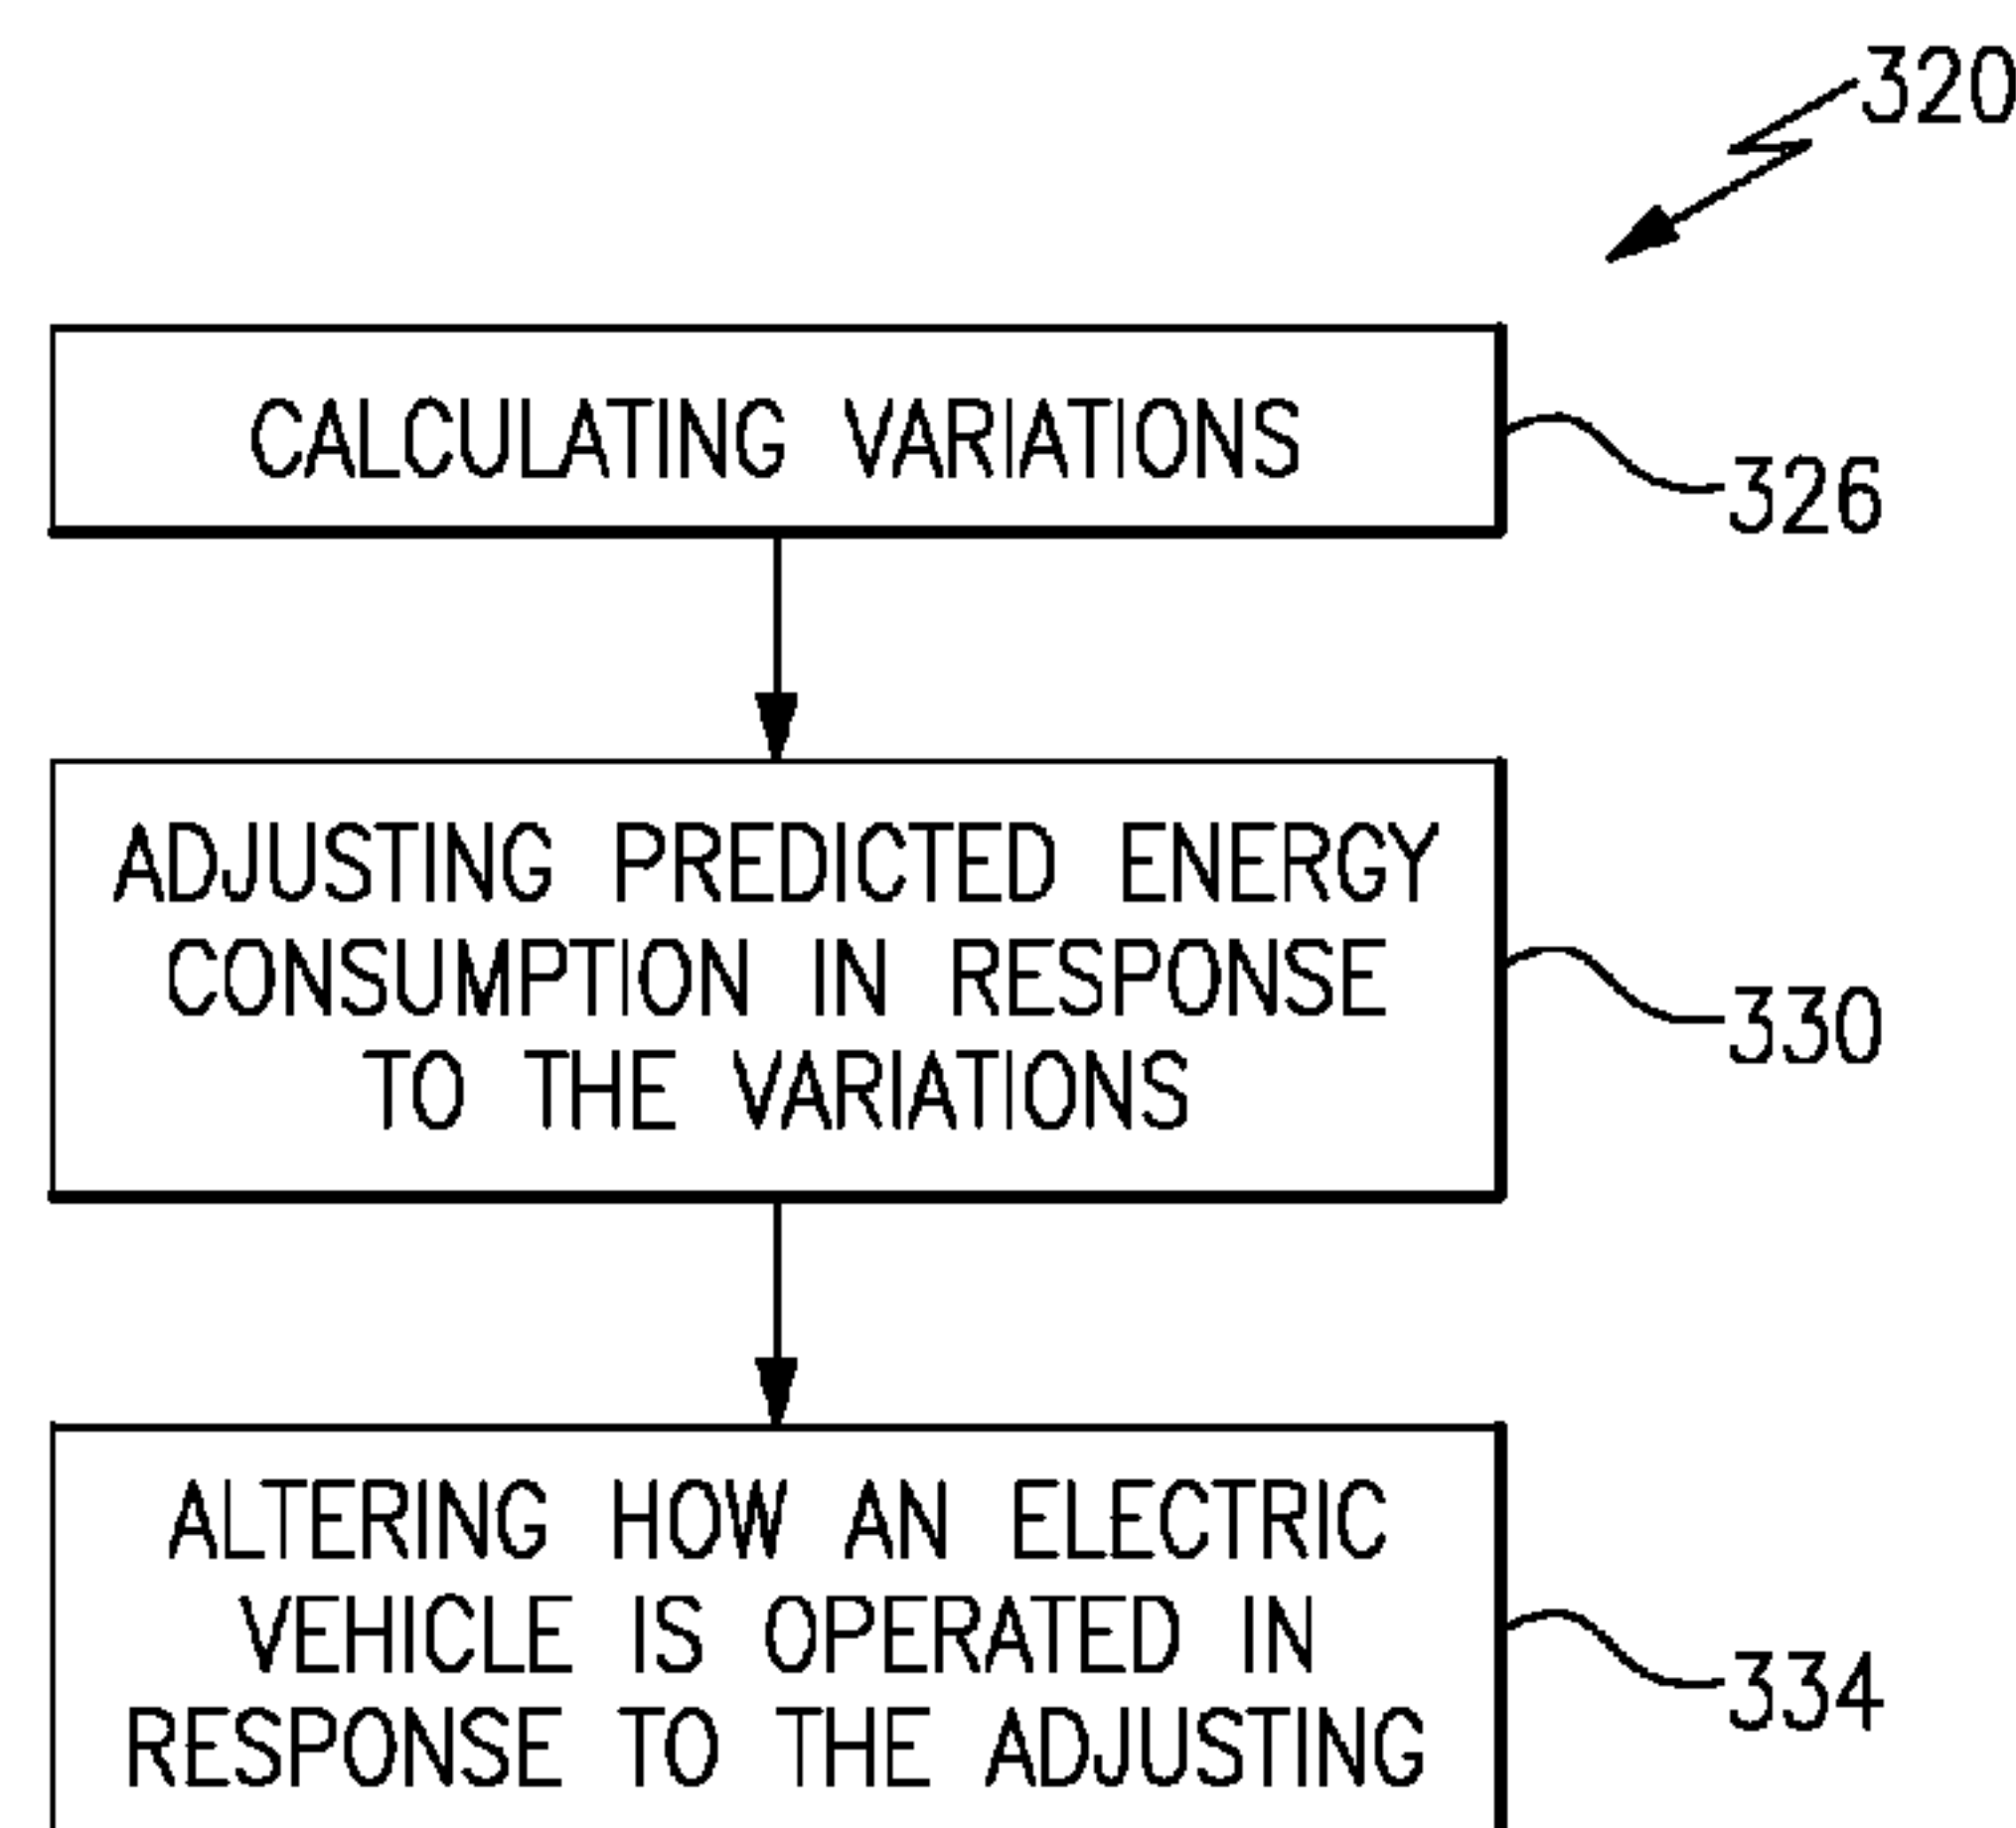 320
CALCULATING VARIATIONS
326
ADJUSTING PREDICTED ENERGY
CONSUMPTION IN RESPONSE
TO THE VARIATIONS
330
ALTERING HOW AN ELECTRIC
VEHICLE IS OPERATED IN
RESPONSE TO THE ADJUSTING
334